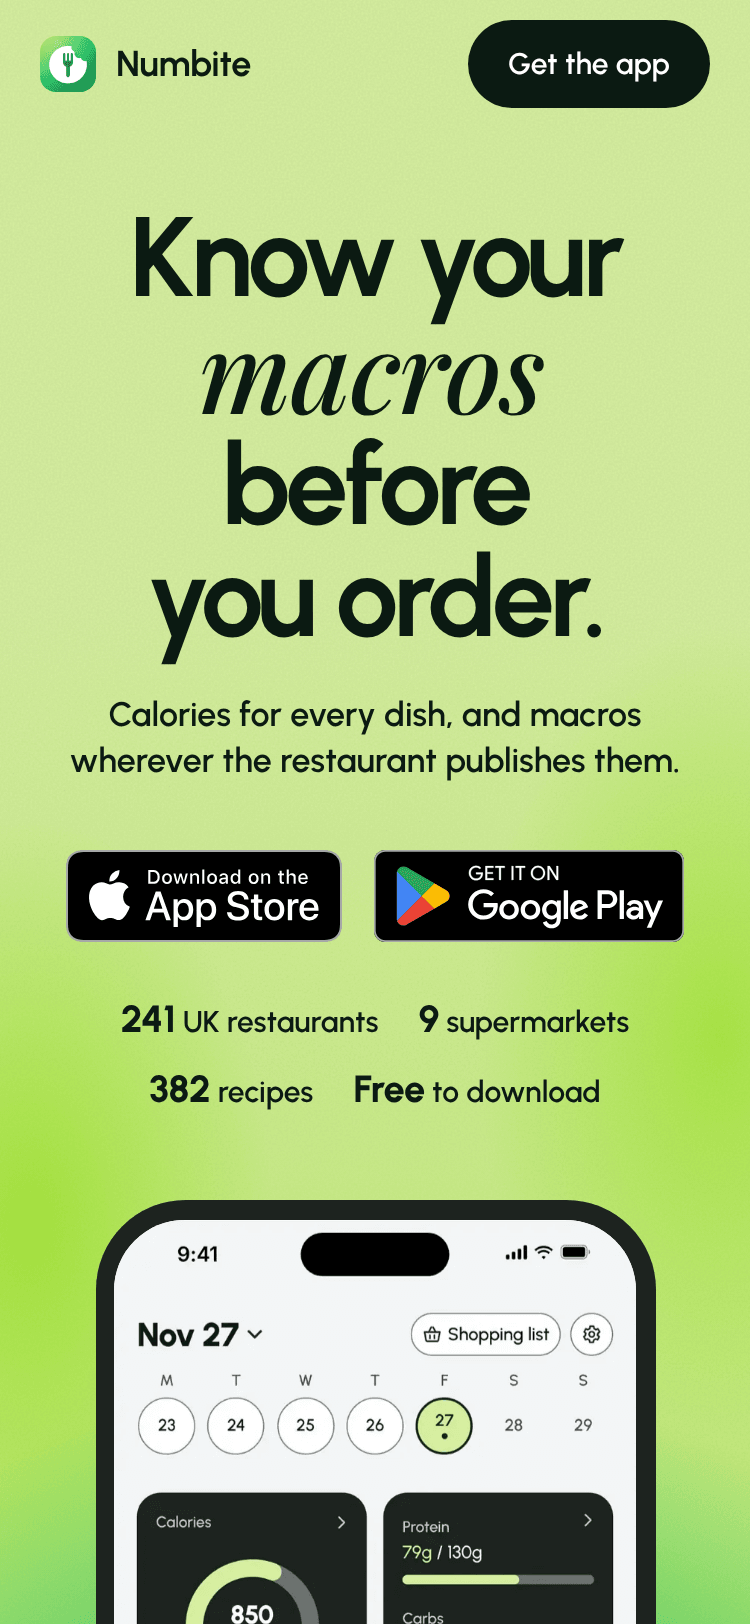 Numbite
Get the app
Know your
macros
before
you order.
Calories for every dish, and macros
wherever the restaurant publishes them.
Download on the
App Store
GET IT ON
Google Play
241 UK restaurants 9 supermarkets
382 recipes Free to download
9:41
Nov 27
Shopping list
M T W T F S S
23 24 25 26 27 28 29
Calories
850
Protein
79g / 130g
Carbs